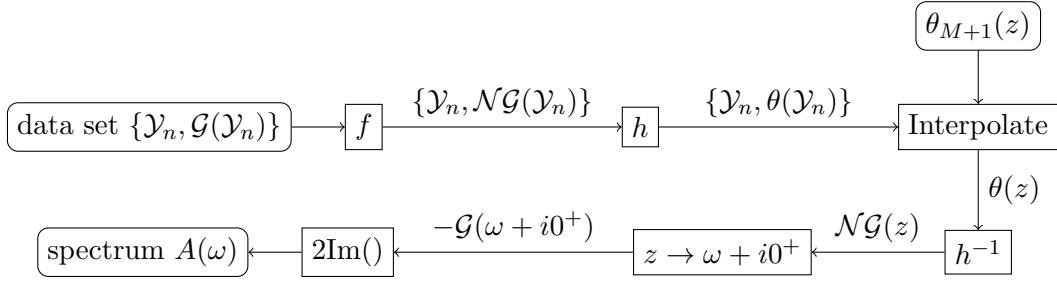 θ_{M+1}(z)
{𝒴_n, 𝒩𝒢(𝒴_n)}
{𝒴_n, θ(𝒴_n)}
data set {𝒴_n, 𝒢(𝒴_n)}
f
h
Interpolate
θ(z)
−𝒢(ω + i0⁺)
𝒩𝒢(z)
spectrum A(ω)
2Im()
z → ω + i0⁺
h⁻¹